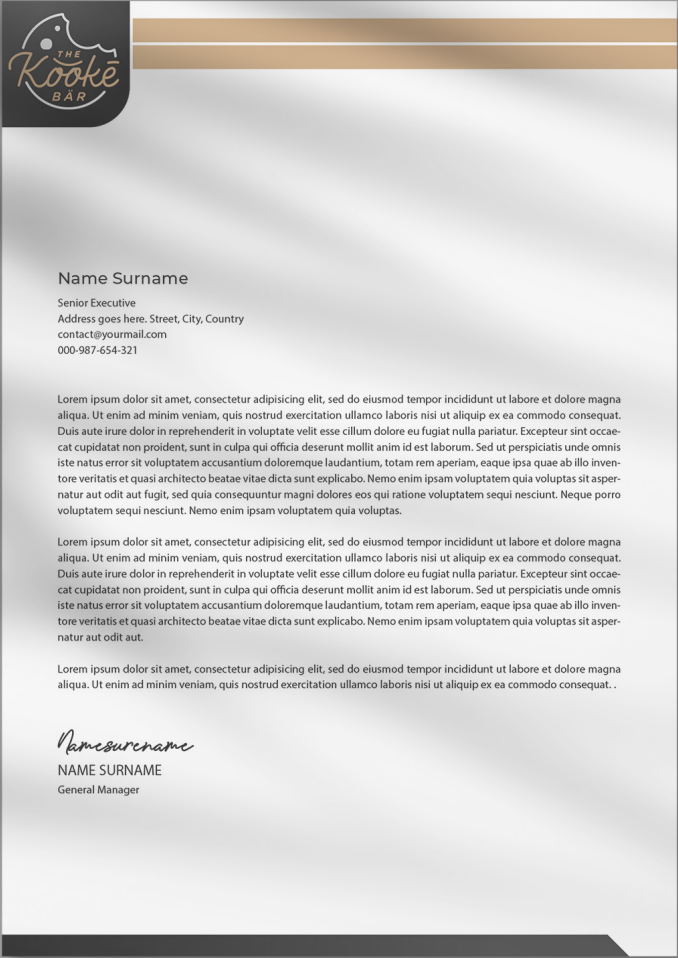 THE
Kookē
BÄR
Name Surname
Senior Executive
Address goes here. Street, City, Country
contact@yourmail.com
000-987-654-321
Lorem ipsum dolor sit amet, consectetur adipisicing elit, sed do eiusmod tempor incididunt ut labore et dolore magna
aliqua. Ut enim ad minim veniam, quis nostrud exercitation ullamco laboris nisi ut aliquip ex ea commodo consequat.
Duis aute irure dolor in reprehenderit in voluptate velit esse cillum dolore eu fugiat nulla pariatur. Excepteur sint occae-
cat cupidatat non proident, sunt in culpa qui officia deserunt mollit anim id est laborum. Sed ut perspiciatis unde omnis
iste natus error sit voluptatem accusantium doloremque laudantium, totam rem aperiam, eaque ipsa quae ab illo inven-
tore veritatis et quasi architecto beatae vitae dicta sunt explicabo. Nemo enim ipsam voluptatem quia voluptas sit asper-
natur aut odit aut fugit, sed quia consequuntur magni dolores eos qui ratione voluptatem sequi nesciunt. Neque porro
voluptatem sequi nesciunt. Nemo enim ipsam voluptatem quia voluptas.
Lorem ipsum dolor sit amet, consectetur adipisicing elit, sed do eiusmod tempor incididunt ut labore et dolore magna
aliqua. Ut enim ad minim veniam, quis nostrud exercitation ullamco laboris nisi ut aliquip ex ea commodo consequat.
Duis aute irure dolor in reprehenderit in voluptate velit esse cillum dolore eu fugiat nulla pariatur. Excepteur sint occae-
cat cupidatat non proident, sunt in culpa qui officia deserunt mollit anim id est laborum. Sed ut perspiciatis unde omnis
iste natus error sit voluptatem accusantium doloremque laudantium, totam rem aperiam, eaque ipsa quae ab illo inven-
tore veritatis et quasi architecto beatae vitae dicta sunt explicabo. Nemo enim ipsam voluptatem quia voluptas sit asper-
natur aut odit aut.
Lorem ipsum dolor sit amet, consectetur adipisicing elit, sed do eiusmod tempor incididunt ut labore et dolore magna
aliqua. Ut enim ad minim veniam, quis nostrud exercitation ullamco laboris nisi ut aliquip ex ea commodo consequat. .
Namesurename
NAME SURNAME
General Manager